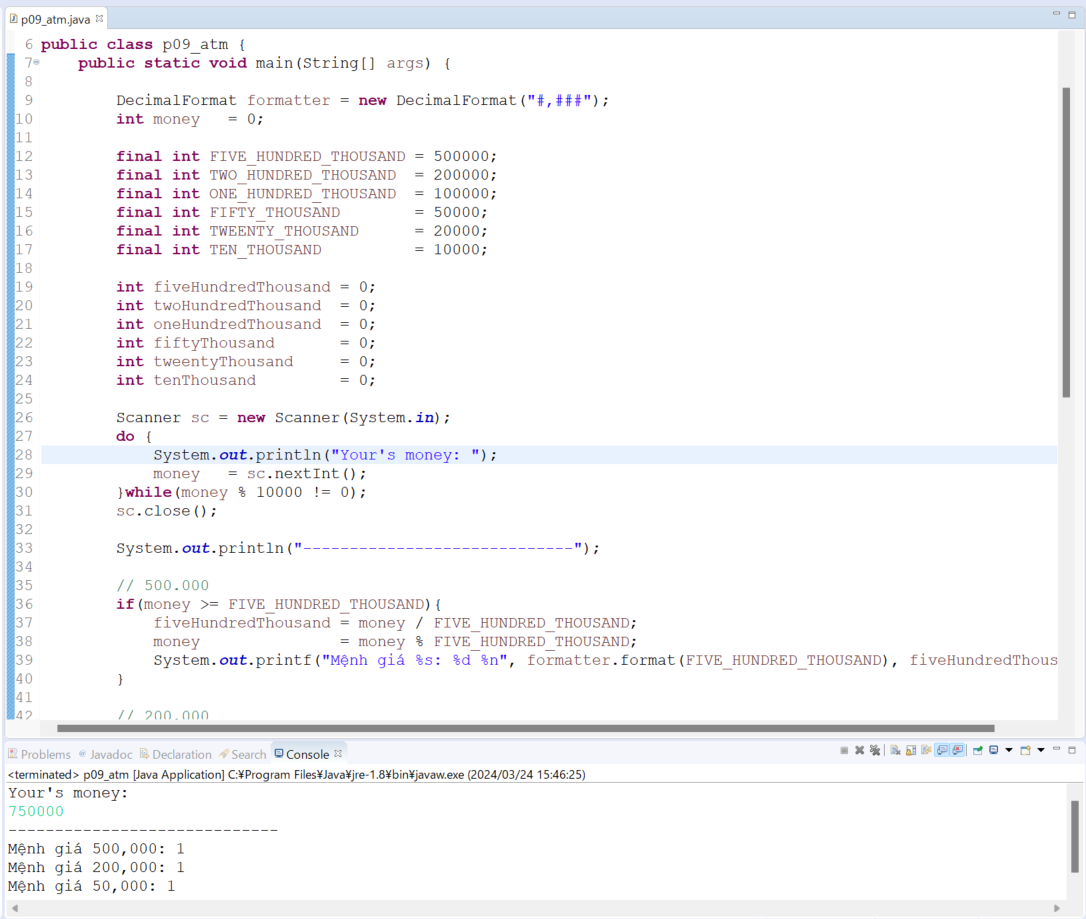 p09_atm.java
6 public class p09_atm {
7 public static void main(String[] args) {
8
9 DecimalFormat formatter = new DecimalFormat("#,###");
10 int money = 0;
11
12 final int FIVE_HUNDRED_THOUSAND = 500000;
13 final int TWO_HUNDRED_THOUSAND = 200000;
14 final int ONE_HUNDRED_THOUSAND = 100000;
15 final int FIFTY_THOUSAND = 50000;
16 final int TWEENTY_THOUSAND = 20000;
17 final int TEN_THOUSAND = 10000;
18
19 int fiveHundredThousand = 0;
20 int twoHundredThousand = 0;
21 int oneHundredThousand = 0;
22 int fiftyThousand = 0;
23 int tweentyThousand = 0;
24 int tenThousand = 0;
25
26 Scanner sc = new Scanner(System.in);
27 do {
28 System.out.println("Your's money: ");
29 money = sc.nextInt();
30 }while(money % 10000 != 0);
31 sc.close();
32
33 System.out.println("-----------------------------");
34
35 // 500.000
36 if(money >= FIVE_HUNDRED_THOUSAND){
37 fiveHundredThousand = money / FIVE_HUNDRED_THOUSAND;
38 money = money % FIVE_HUNDRED_THOUSAND;
39 System.out.printf("Mệnh giá %s: %d %n", formatter.format(FIVE_HUNDRED_THOUSAND), fiveHundredThous
40 }
41
42 // 200.000
Problems Javadoc Declaration Search Console
<terminated> p09_atm [Java Application] C:¥Program Files¥Java¥jre-1.8¥bin¥javaw.exe (2024/03/24 15:46:25)
Your's money:
750000
-----------------------------
Mệnh giá 500,000: 1
Mệnh giá 200,000: 1
Mệnh giá 50,000: 1